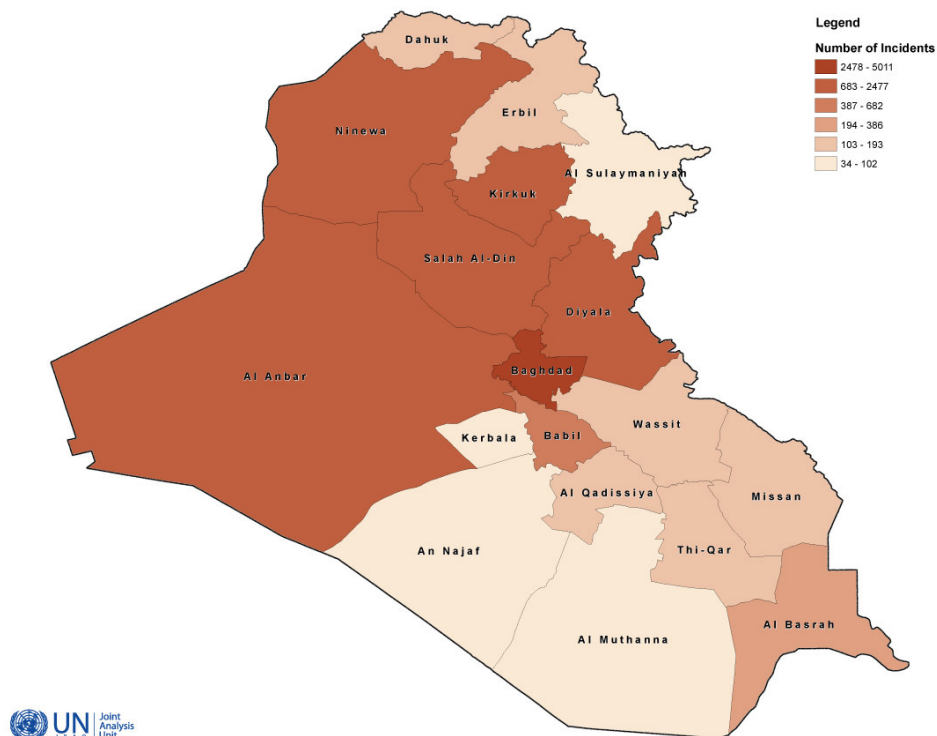 Legend
Number of Incidents
2478 - 5011
683 - 2477
387 - 682
194 - 386
103 - 193
34 - 102
Dahuk
Ninewa
Erbil
Al Sulaymaniyah
Kirkuk
Salah Al-Din
Diyala
Al Anbar
Baghdad
Wassit
Kerbala
Babil
Al Qadissiya
Missan
An Najaf
Thi-Qar
Al Basrah
Al Muthanna
UN
Joint
Analysis
Unit